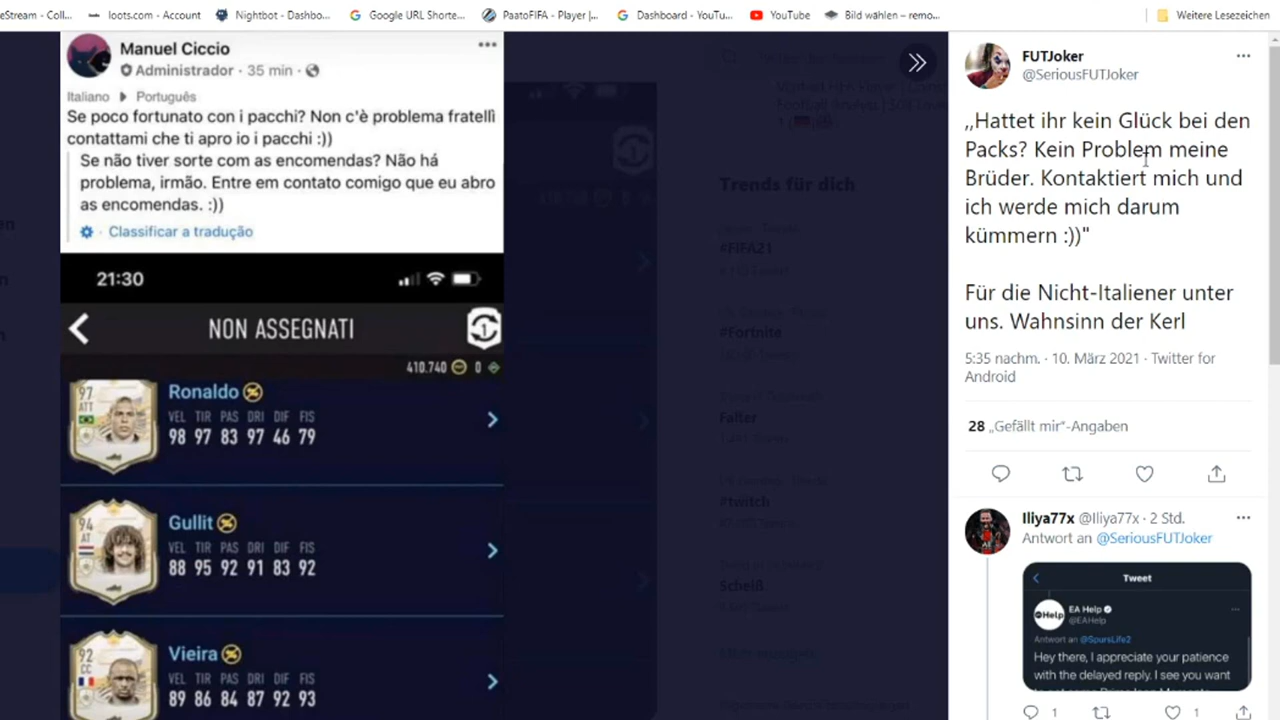 eStream - Coll...
loots.com - Account
Nightbot - Dashbo...
Google URL Shorte...
PaatoFIFA - Player |...
Dashboard - YouTu...
YouTube
Bild wählen – remo...
Weitere Lesezeichen
Manuel Ciccio
Administrador · 35 min ·
Italiano ▸ Português
Se poco fortunato con i pacchi? Non c'è problema fratelli
contattami che ti apro io i pacchi :))
Se não tiver sorte com as encomendas? Não há
problema, irmão. Entre em contato comigo que eu abro
as encomendas. :))
Classificar a tradução
21:30
NON ASSEGNATI
1
410.740 0
97
ATT
Ronaldo
VEL TIR PAS DRI DIF FIS
98 97 83 97 46 79
94
AT
Gullit
VEL TIR PAS DRI DIF FIS
88 95 92 91 83 92
92
CC
Vieira
VEL TIR PAS DRI DIF FIS
89 86 84 87 92 93
Trends für dich
#FIFA21
#Fortnite
Falter
#twitch
Scheiß
FUTJoker
@SeriousFUTJoker
,,Hattet ihr kein Glück bei den
Packs? Kein Problem meine
Brüder. Kontaktiert mich und
ich werde mich darum
kümmern :))"
Für die Nicht-Italiener unter
uns. Wahnsinn der Kerl
5:35 nachm. · 10. März 2021 · Twitter for
Android
28 „Gefällt mir"-Angaben
Iliya77x @Iliya77x · 2 Std.
Antwort an @SeriousFUTJoker
Tweet
Help
EA Help
@EAHelp
Antwort an @SpursLife2
Hey there, I appreciate your patience
with the delayed reply. I see you want
1 1